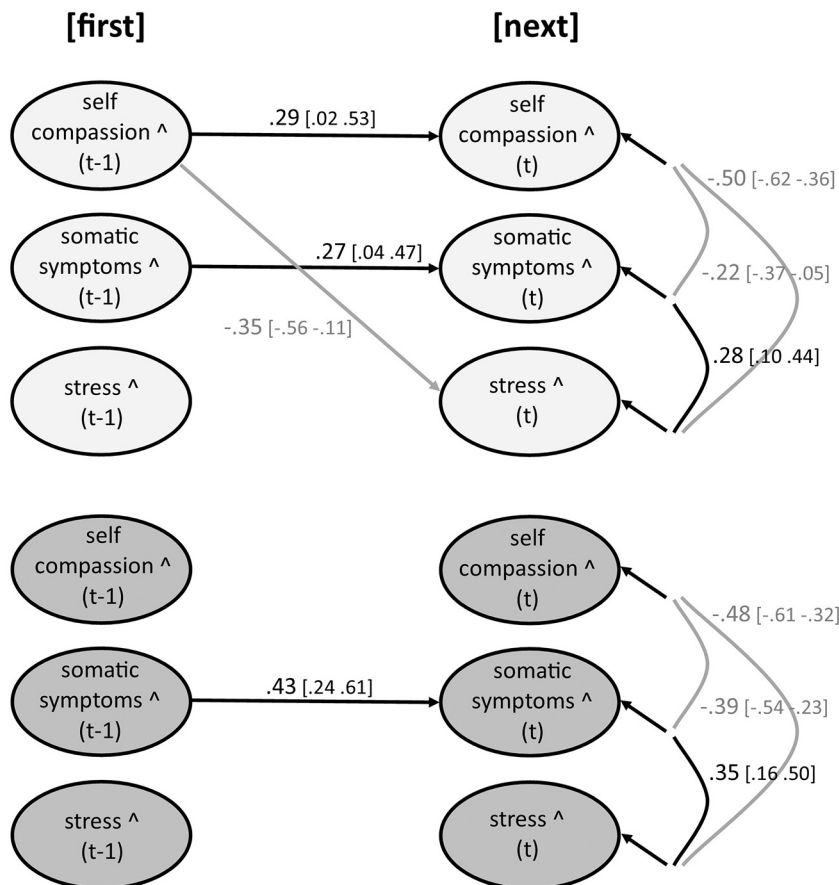 [first] [next]
self
compassion ^
(t-1)
.29 [.02 .53]
self
compassion ^
(t)
-.50 [-.62 -.36]
somatic
symptoms ^
(t-1)
.27 [.04 .47]
somatic
symptoms ^
(t)
-.22 [-.37 -.05]
-.35 [-.56 -.11]
stress ^
(t-1)
stress ^
(t)
.28 [.10 .44]
self
compassion ^
(t-1)
self
compassion ^
(t)
-.48 [-.61 -.32]
somatic
symptoms ^
(t-1)
.43 [.24 .61]
somatic
symptoms ^
(t)
-.39 [-.54 -.23]
.35 [.16 .50]
stress ^
(t-1)
stress ^
(t)